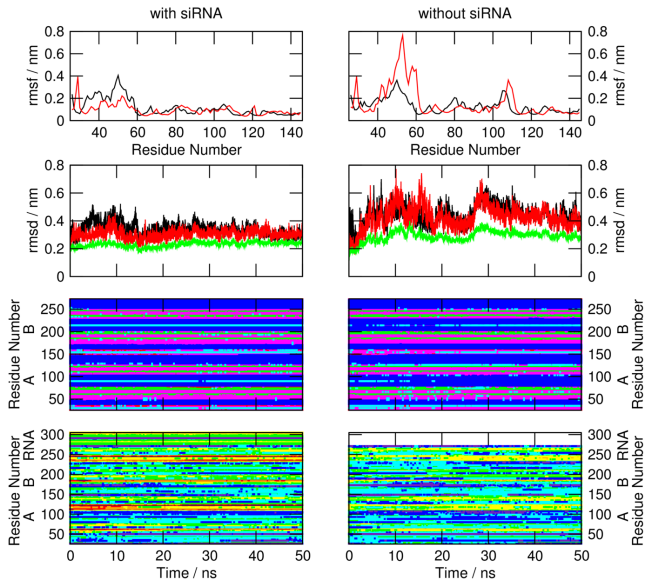 with siRNA without siRNA
0.8 0.8
0.6 0.6
0.4 0.4
0.2 0.2
0 0
rmsf / nm rmsf / nm
40 60 80 100 120 140 40 60 80 100 120 140
Residue Number Residue Number
0.8 0.8
0.6 0.6
0.4 0.4
0.2 0.2
0 0
rmsd / nm rmsd / nm
250 250
200 200
150 150
100 100
50 50
Residue Number Residue Number
A B A B
300 300
250 250
200 200
150 150
100 100
50 50
Residue Number Residue Number
A B RNA A B RNA
0 10 20 30 40 50 0 10 20 30 40 50
Time / ns Time / ns